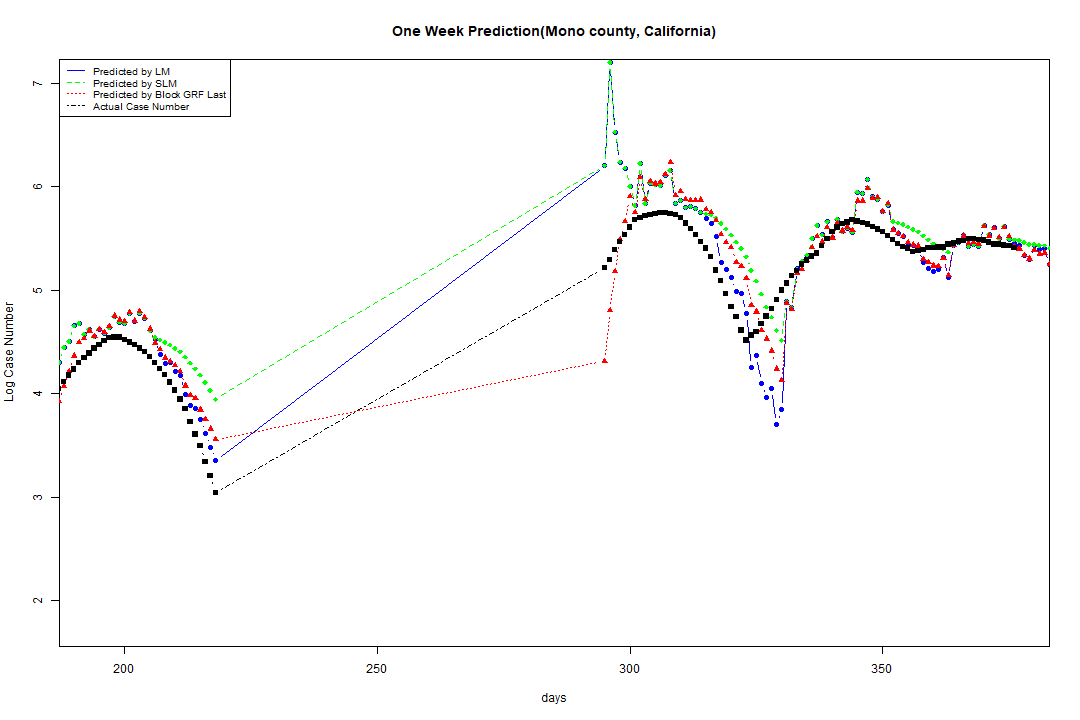 One Week Prediction(Mono county, California)
Predicted by LM
Predicted by SLM
Predicted by Block GRF Last
Actual Case Number
7
6
5
4
3
2
Log Case Number
200
250
300
350
days